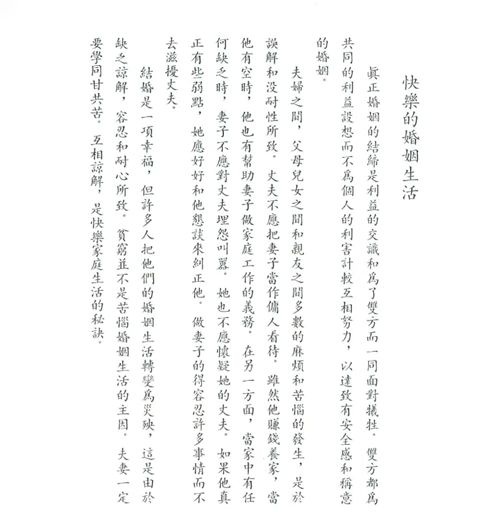 快樂的婚姻生活
眞正婚姻的結締是利益的交識和爲了雙方而一同面對犧牲。雙方都爲
共同的利益設想而不爲個人的利害計較互相努力，以達致有安全感和稱意
的婚姻。
夫婦之間，父母兒女之間和親友之間多數的麻煩和苦惱的發生，是於
誤解和没耐性所致。丈夫不應把妻子當作傭人看待。雖然他賺錢養家，當
他有空時，他也有幫助妻子做家庭工作的義務。在另一方面，當家中有任
何缺乏時，妻子不應對丈夫埋怨叫囂。她也不應懷疑她的丈夫。如果他真
正有些弱點，她應好好和他懇談來糾正他。做妻子的得容忍許多事情而不
去滋擾丈夫。
結婚是一項幸福，但許多人把他們的婚姻生活轉變爲災殃，這是由於
缺乏諒解，容忍和耐心所致。貧窮並不是苦惱婚姻生活的主因。夫妻一定
要學同甘共苦。互相諒解，是快樂家庭生活的秘訣。